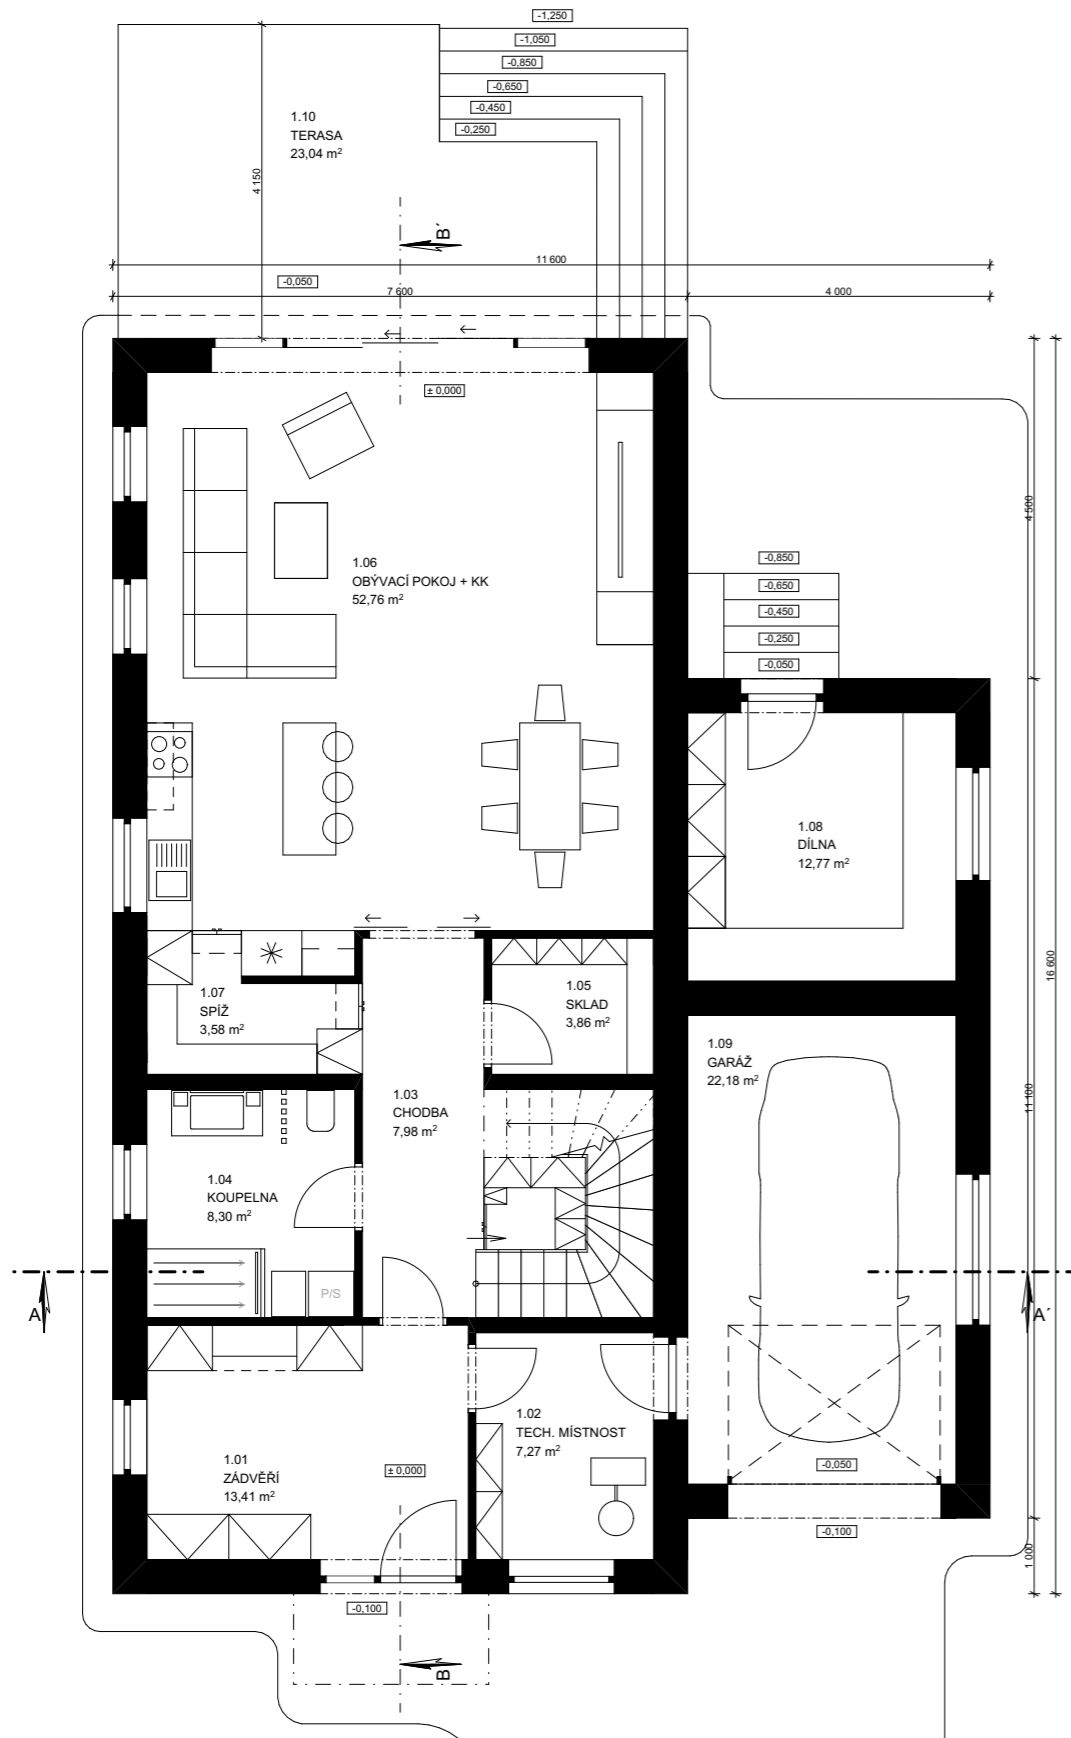 -1,250
-1,050
-0,850
-0,650
-0,450
-0,250
1.10
TERASA
23,04 m²
4 150
B´
11 600
-0,050
7 600
4 000
± 0,000
4 500
1.06
OBÝVACÍ POKOJ + KK
52,76 m²
-0,850
-0,650
-0,450
-0,250
-0,050
1.08
DÍLNA
12,77 m²
16 600
1.07
SPÍŽ
3,58 m²
1.05
SKLAD
3,86 m²
1.09
GARÁŽ
22,18 m²
11 100
1.03
CHODBA
7,98 m²
1.04
KOUPELNA
8,30 m²
P/S
A
A´
1.02
TECH. MÍSTNOST
7,27 m²
1.01
ZÁDVĚŘÍ
13,41 m²
± 0,000
-0,050
-0,100
1 000
-0,100
B